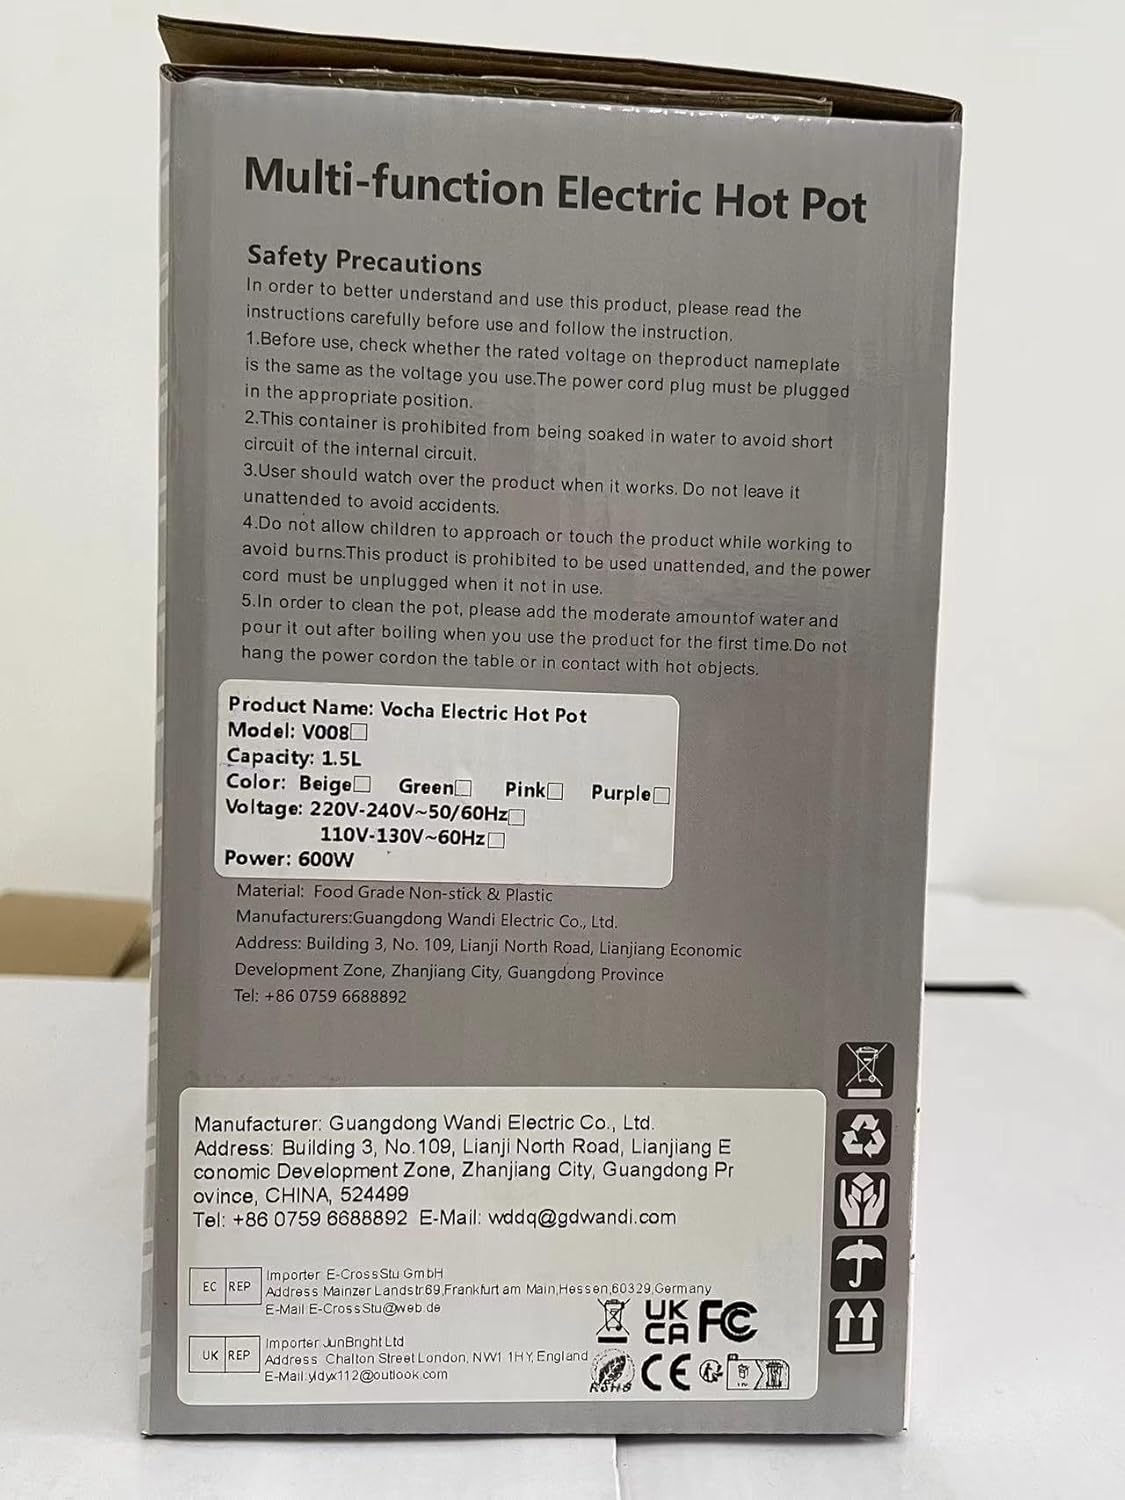 Multi-function Electric Hot Pot
Safety Precautions
In order to better understand and use this product, please read the
instructions carefully before use and follow the instruction.
1.Before use, check whether the rated voltage on theproduct nameplate
is the same as the voltage you use.The power cord plug must be plugged
in the appropriate position.
2.This container is prohibited from being soaked in water to avoid short
circuit of the internal circuit.
3.User should watch over the product when it works. Do not leave it
unattended to avoid accidents.
4.Do not allow children to approach or touch the product while working to
avoid burns.This product is prohibited to be used unattended, and the power
cord must be unplugged when it not in use.
5.In order to clean the pot, please add the moderate amountof water and
pour it out after boiling when you use the product for the first time.Do not
hang the power cordon the table or in contact with hot objects.
Product Name: Vocha Electric Hot Pot
Model: V008□
Capacity: 1.5L
Color: Beige□ Green□ Pink□ Purple□
Voltage: 220V-240V~50/60Hz□
110V-130V~60Hz□
Power: 600W
Material: Food Grade Non-stick & Plastic
Manufacturers:Guangdong Wandi Electric Co., Ltd.
Address: Building 3, No. 109, Lianji North Road, Lianjiang Economic
Development Zone, Zhanjiang City, Guangdong Province
Tel: +86 0759 6688892
Manufacturer: Guangdong Wandi Electric Co., Ltd.
Address: Building 3, No.109, Lianji North Road, Lianjiang E
conomic Development Zone, Zhanjiang City, Guangdong Pr
ovince, CHINA, 524499
Tel: +86 0759 6688892 E-Mail: wddq@gdwandi.com
EC REP
Importer E-CrossStu GmbH
Address Mainzer Landstr69,Frankfurt am Main,Hessen,60329,Germany
E-Mail:E-CrossStu@web.de
UK CA FC
UK REP
Importer JunBright Ltd
Address Chalton Street London, NW1 1HY, England
E-Mail:yldyx112@outlook.com
RoHS CE